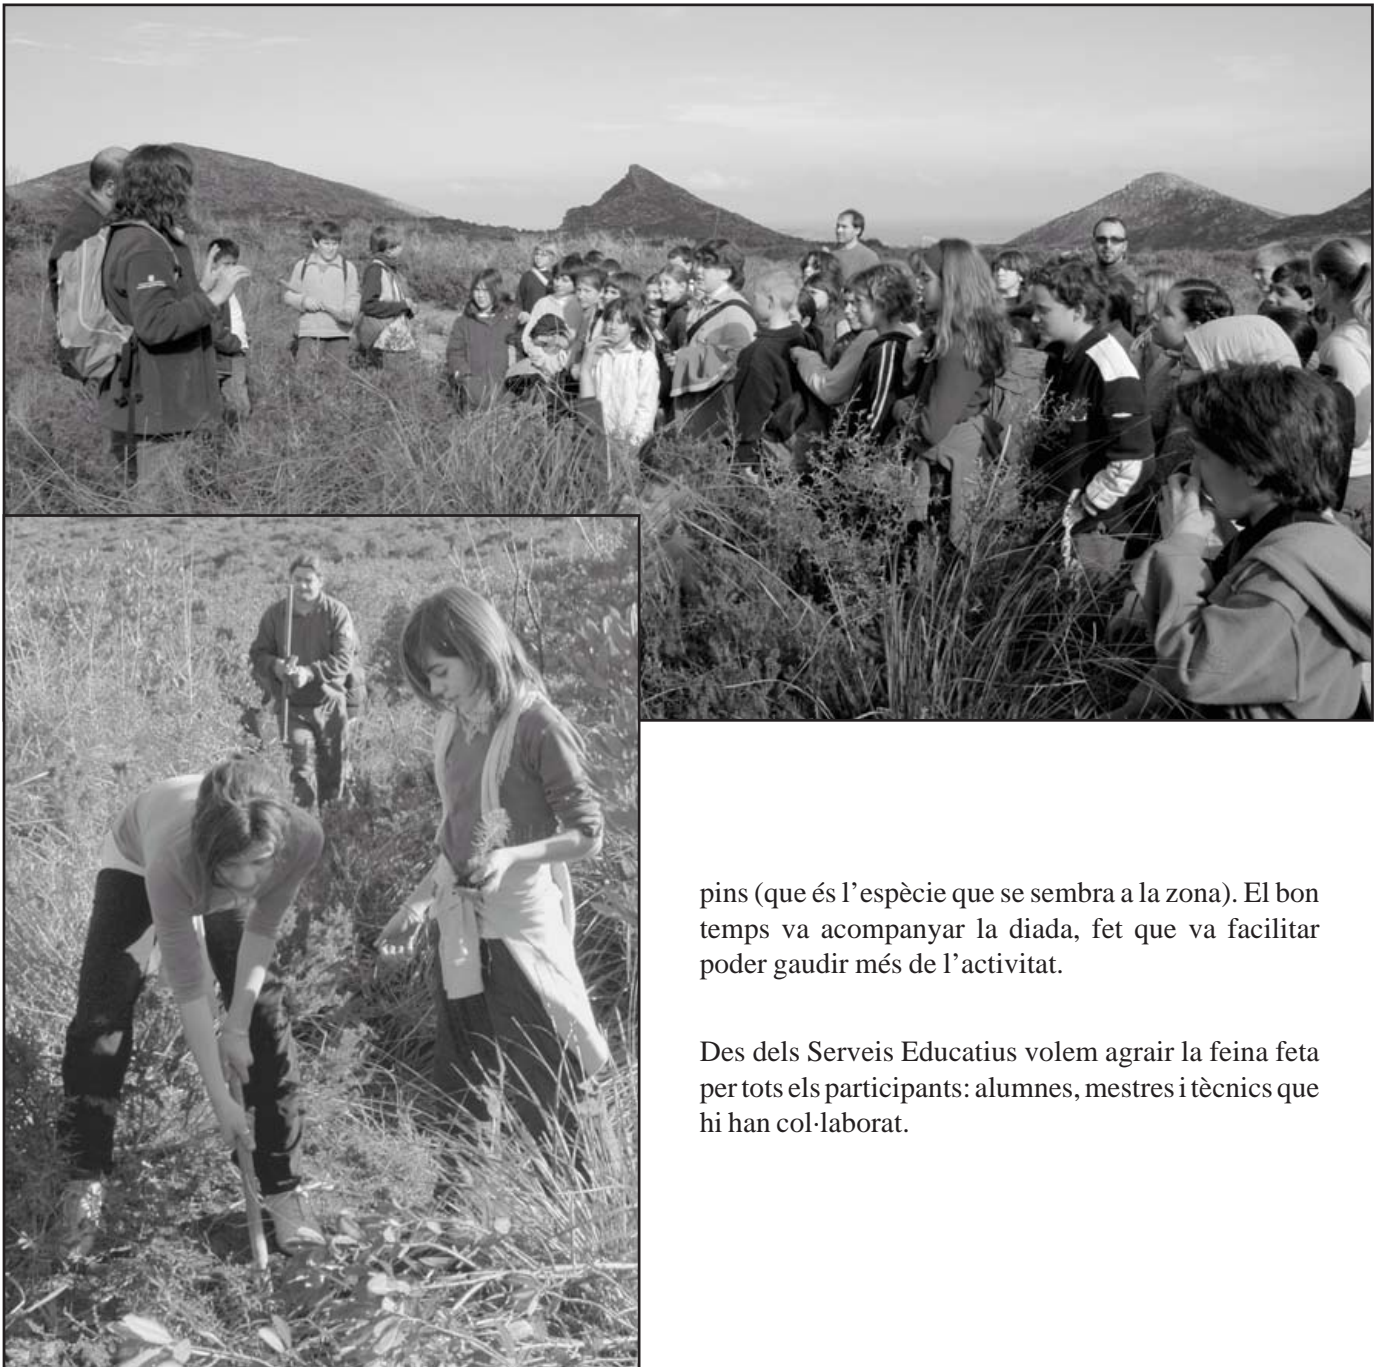 pins (que és l'espècie que se sembra a la zona). El bon
temps va acompanyar la diada, fet que va facilitar
poder gaudir més de l'activitat.
Des dels Serveis Educatius volem agrair la feina feta
per tots els participants: alumnes, mestres i tècnics que
hi han col·laborat.